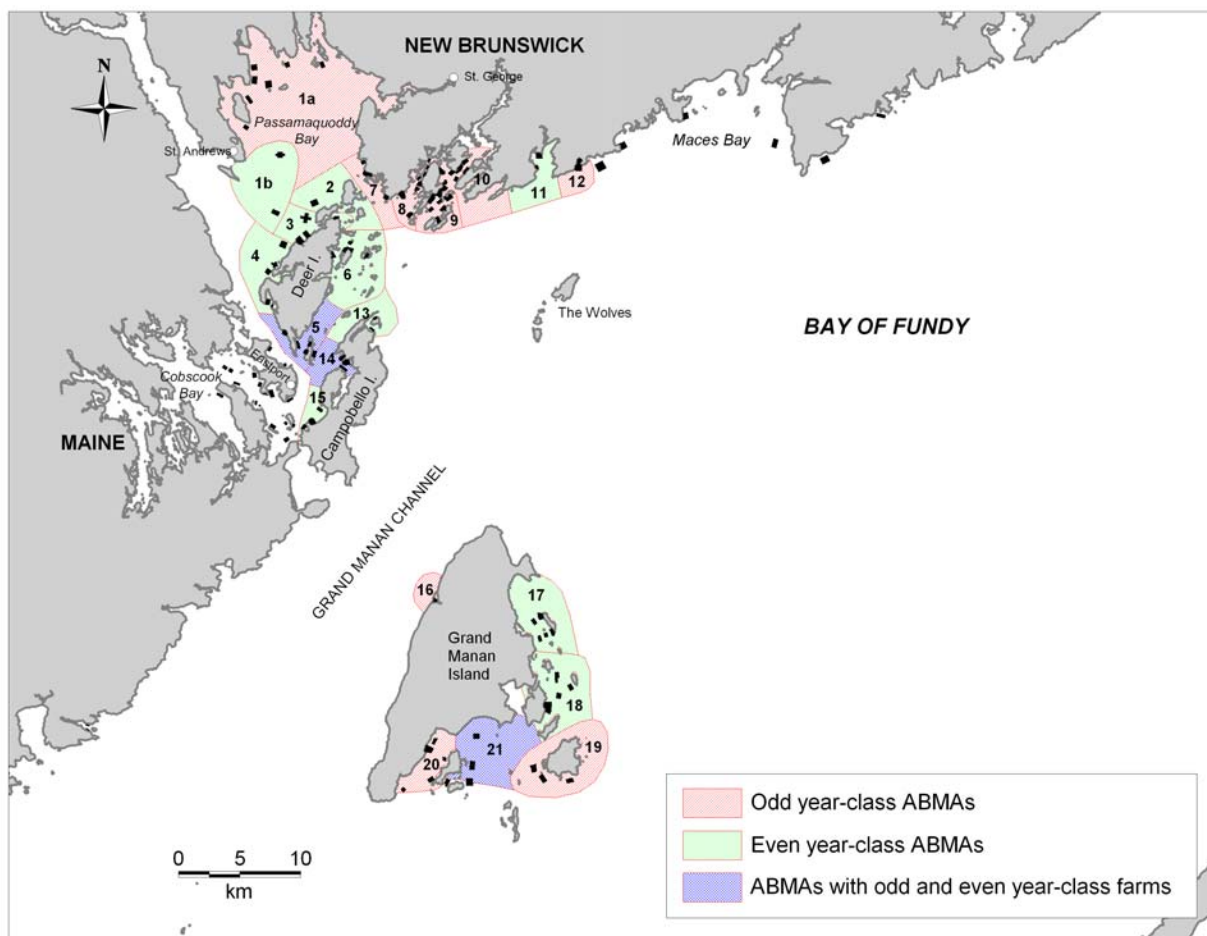 NEW BRUNSWICK
N
St. George
1a
Passamaquoddy
Bay
Maces Bay
St. Andrews
1b
2
7
10
11
12
8
9
3
4
Deer I.
6
13
The Wolves
BAY OF FUNDY
5
14
Eastport
Cobscook
Bay
15
MAINE
Campobello I.
GRAND MANAN CHANNEL
16
17
Grand
Manan
Island
18
19
21
20
Odd year-class ABMAs
Even year-class ABMAs
ABMAs with odd and even year-class farms
0 5 10
km